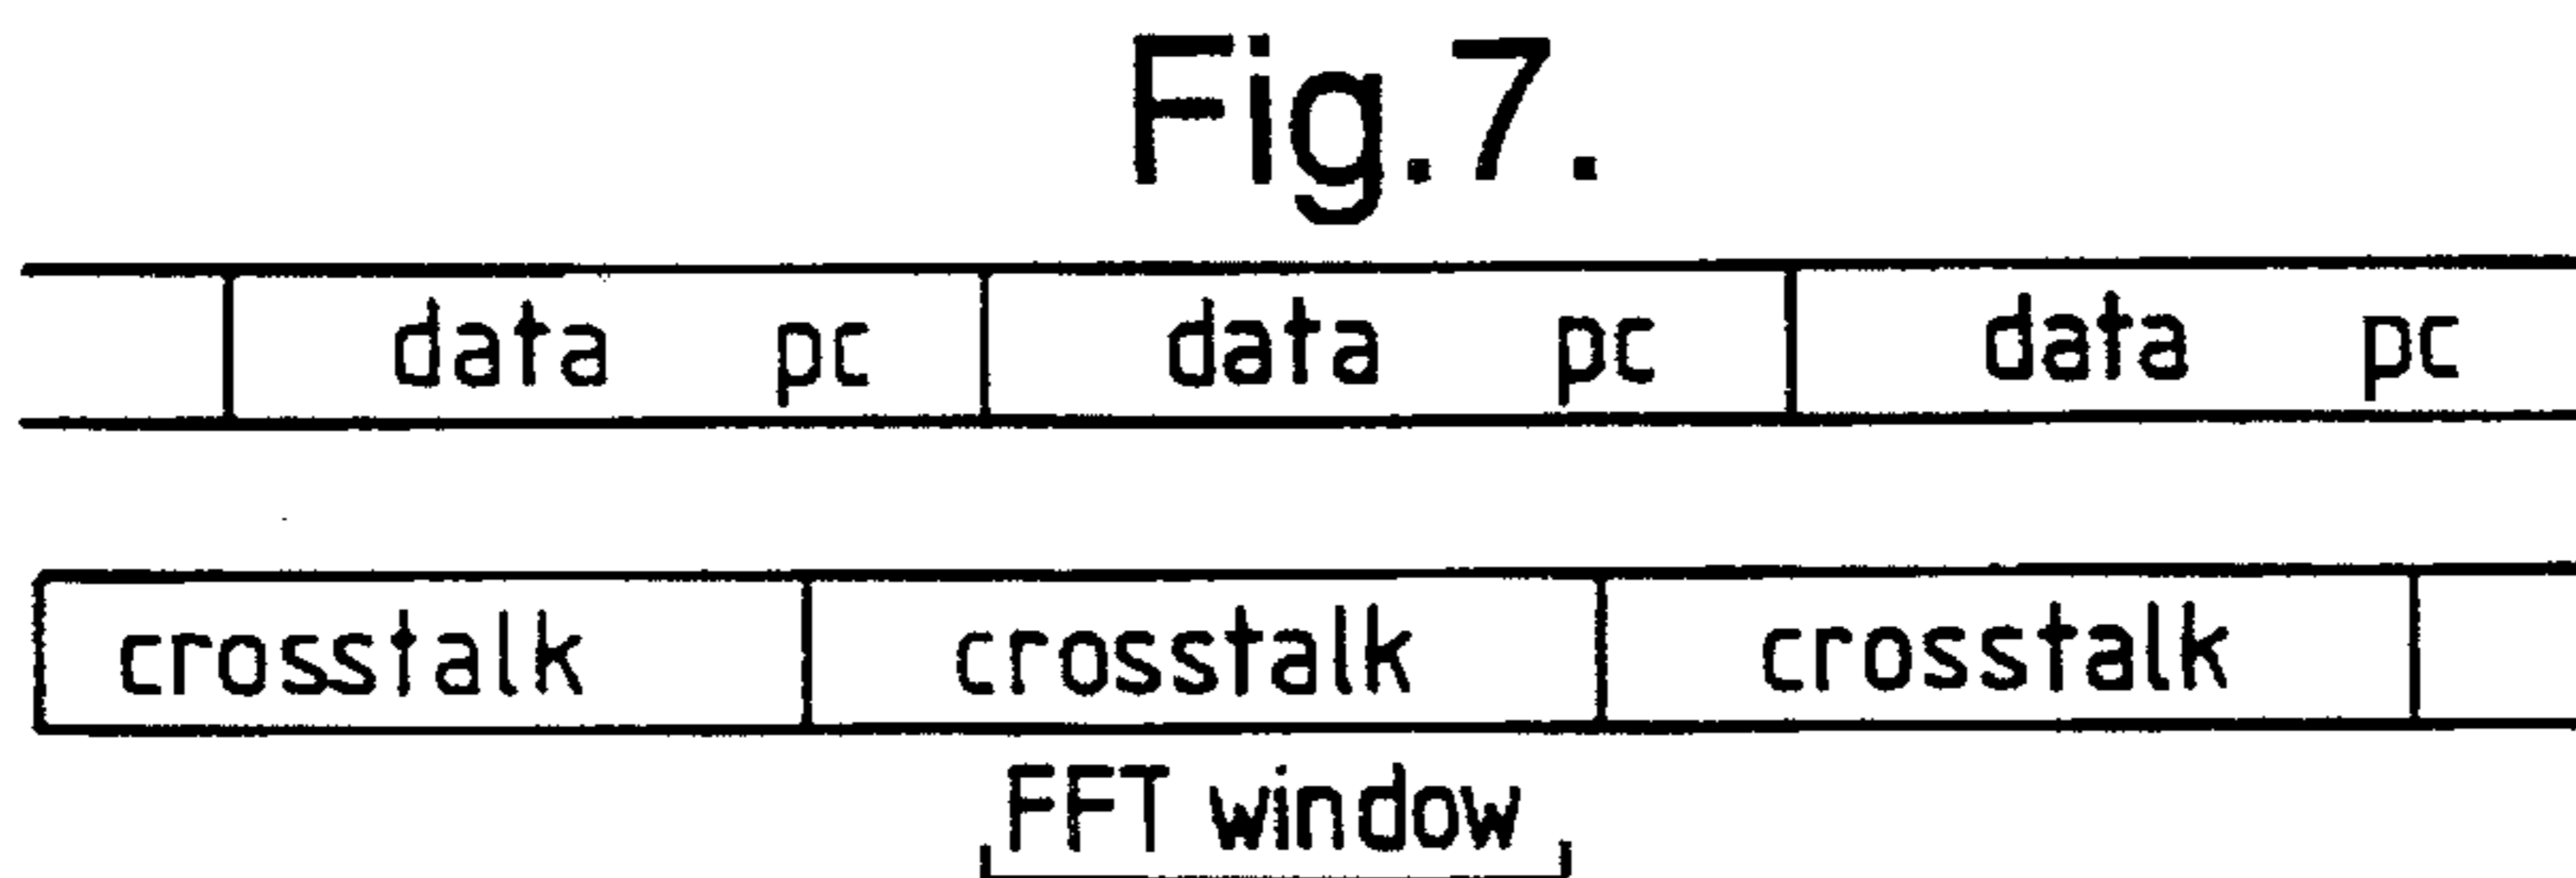 Fig.7.
data pc data pc data pc
crosstalk crosstalk crosstalk
FFT window